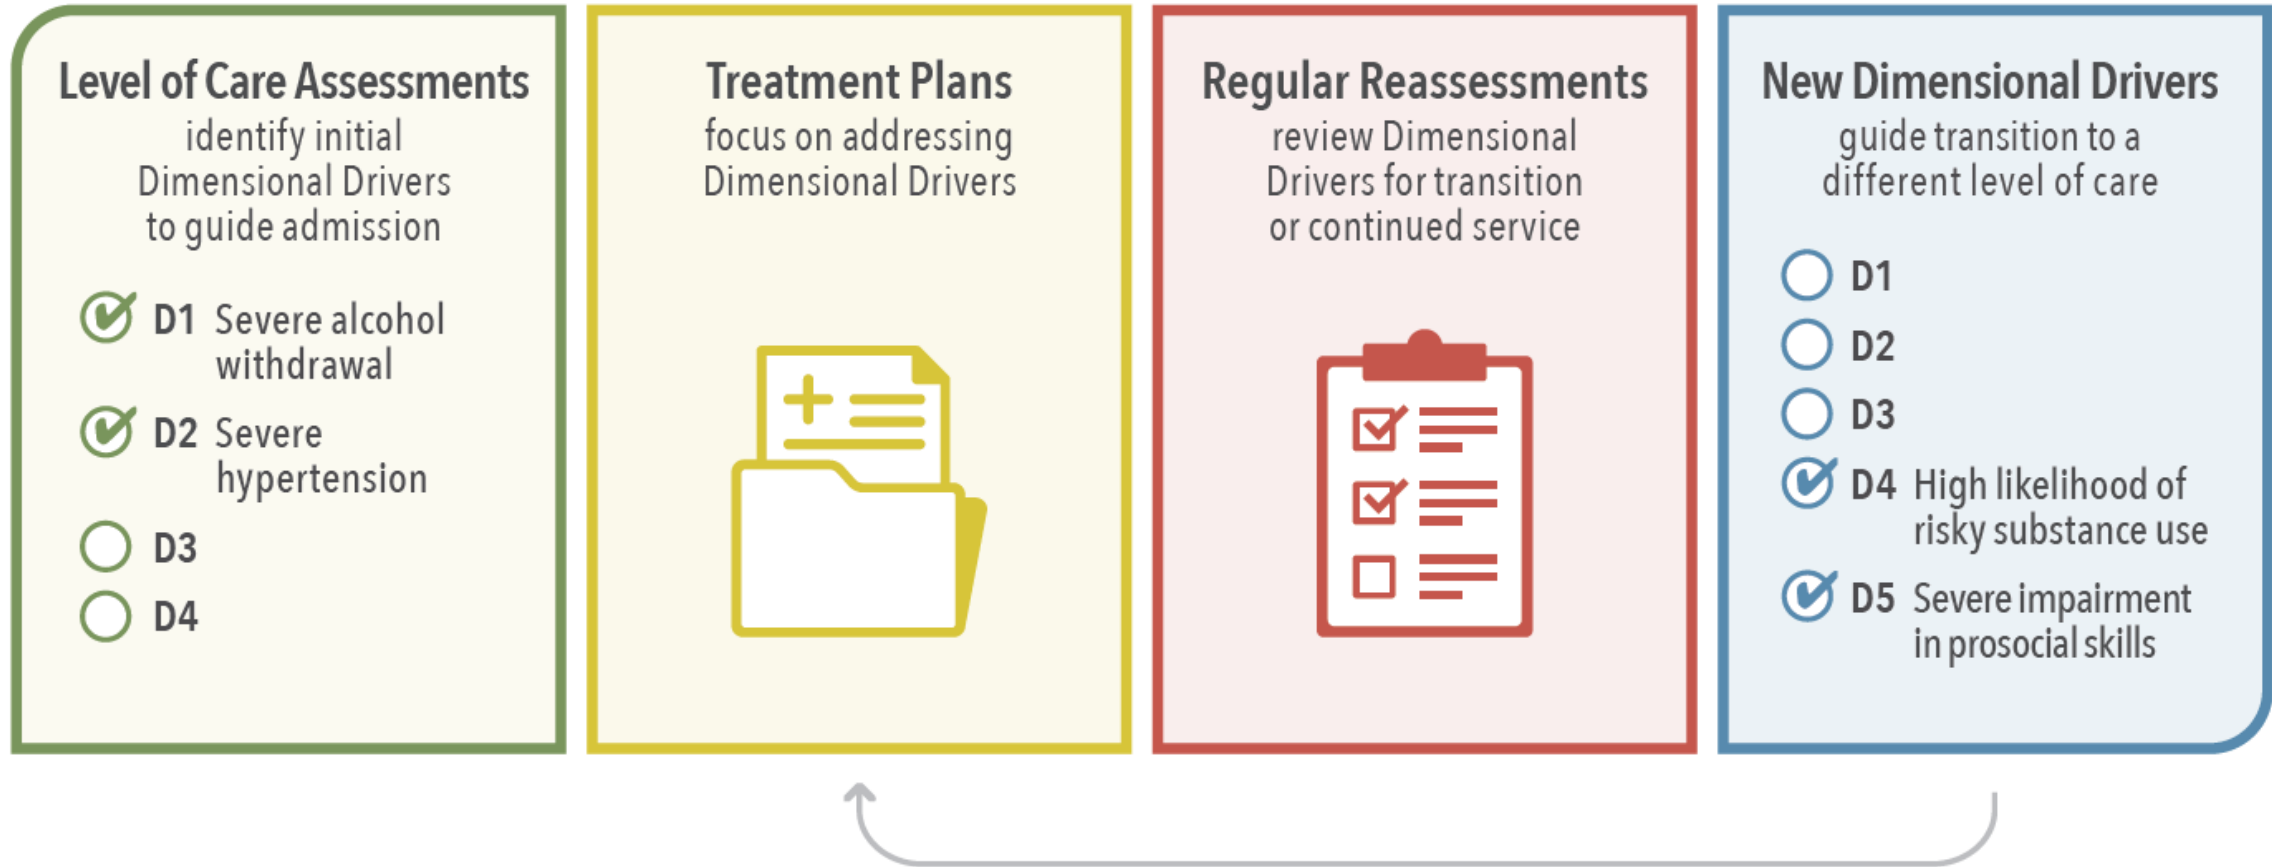 Level of Care Assessments
identify initial
Dimensional Drivers
to guide admission
D1 Severe alcohol
withdrawal
D2 Severe
hypertension
D3
D4
Treatment Plans
focus on addressing
Dimensional Drivers
Regular Reassessments
review Dimensional
Drivers for transition
or continued service
New Dimensional Drivers
guide transition to a
different level of care
D1
D2
D3
D4 High likelihood of
risky substance use
D5 Severe impairment
in prosocial skills